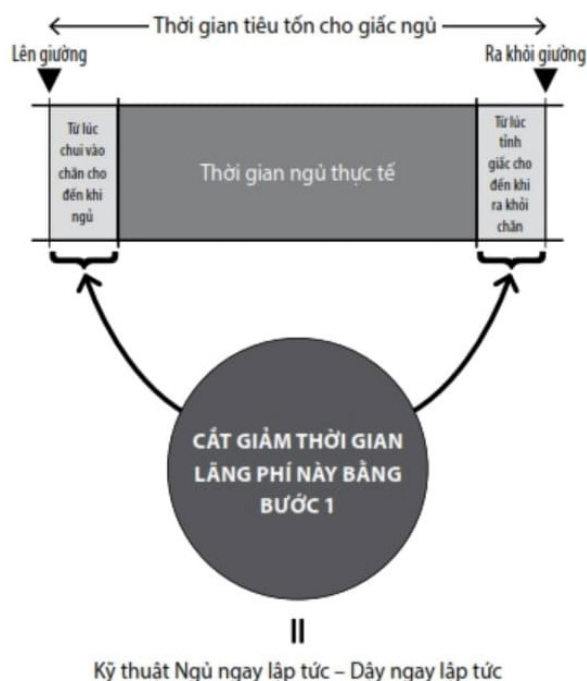 Thời gian tiêu tốn cho giấc ngủ
Lên giường
Ra khỏi giường
Từ lúc
chui vào
chăn cho
đến khi
ngủ
Thời gian ngủ thực tế
Từ lúc
tỉnh
giấc cho
đến khi
ra khỏi
chăn
CẮT GIẢM THỜI GIAN
LÃNG PHÍ NÀY BẰNG
BƯỚC 1
=
Kỹ thuật Ngủ ngay lập tức – Dậy ngay lập tức